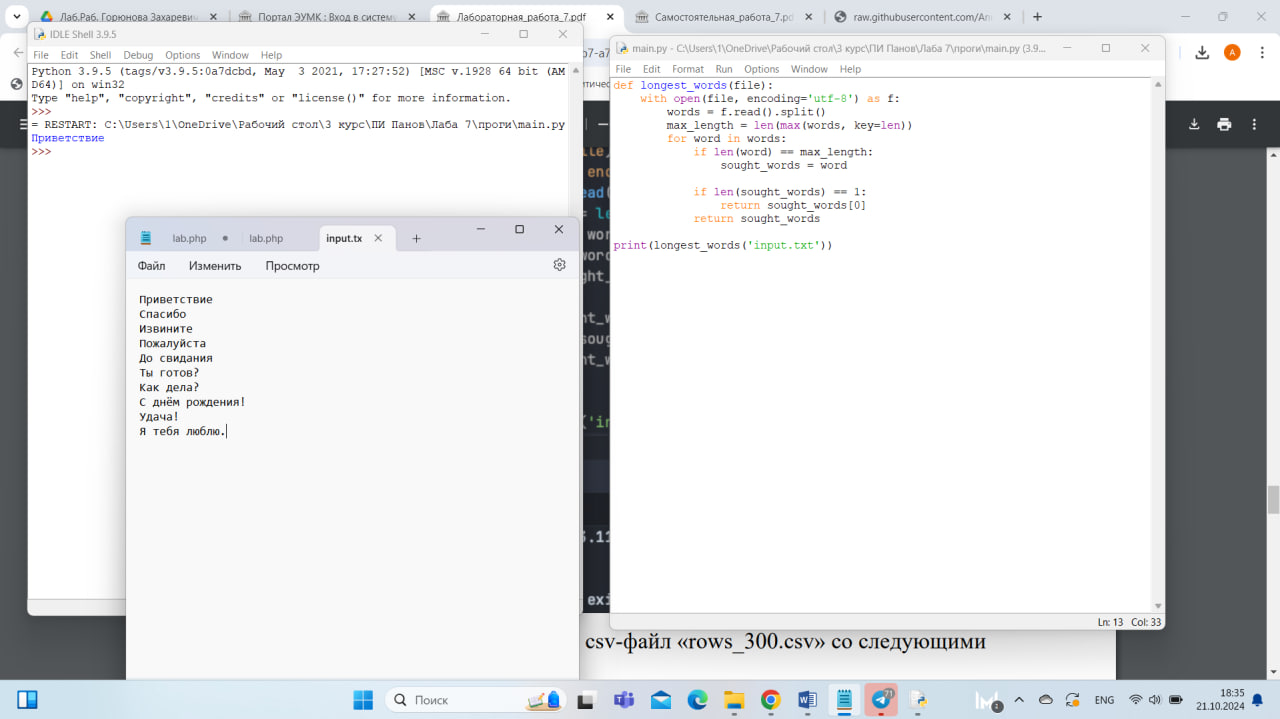 Лаб.Раб. Горюнова Захаревич
Портал ЭУМК : Вход в систему
Лабораторная_работа_7.pdf
Самостоятельная_работа_7.pd
raw.githubusercontent.com/An
IDLE Shell 3.9.5
File Edit Shell Debug Options Window Help
Python 3.9.5 (tags/v3.9.5:0a7dcbd, May 3 2021, 17:27:52) [MSC v.1928 64 bit (AM
D64)] on win32
Type "help", "copyright", "credits" or "license()" for more information.
>>>
= RESTART: C:\Users\1\OneDrive\Рабочий стол\3 курс\ПИ Панов\Лаба 7\проги\main.py
Приветствие
>>>
main.py - C:\Users\1\OneDrive\Рабочий стол\3 курс\ПИ Панов\Лаба 7\проги\main.py (3.9...
File Edit Format Run Options Window Help
def longest_words(file):
with open(file, encoding='utf-8') as f:
words = f.read().split()
max_length = len(max(words, key=len))
for word in words:
if len(word) == max_length:
sought_words = word
if len(sought_words) == 1:
return sought_words[0]
return sought_words
print(longest_words('input.txt'))
Ln: 13 Col: 33
lab.php
lab.php
input.tx
Файл Изменить Просмотр
Приветствие
Спасибо
Извините
Пожалуйста
До свидания
Ты готов?
Как дела?
С днём рождения!
Удача!
Я тебя люблю.
csv-файл «rows_300.csv» со следующими
Поиск
71
ENG
18:35
21.10.2024